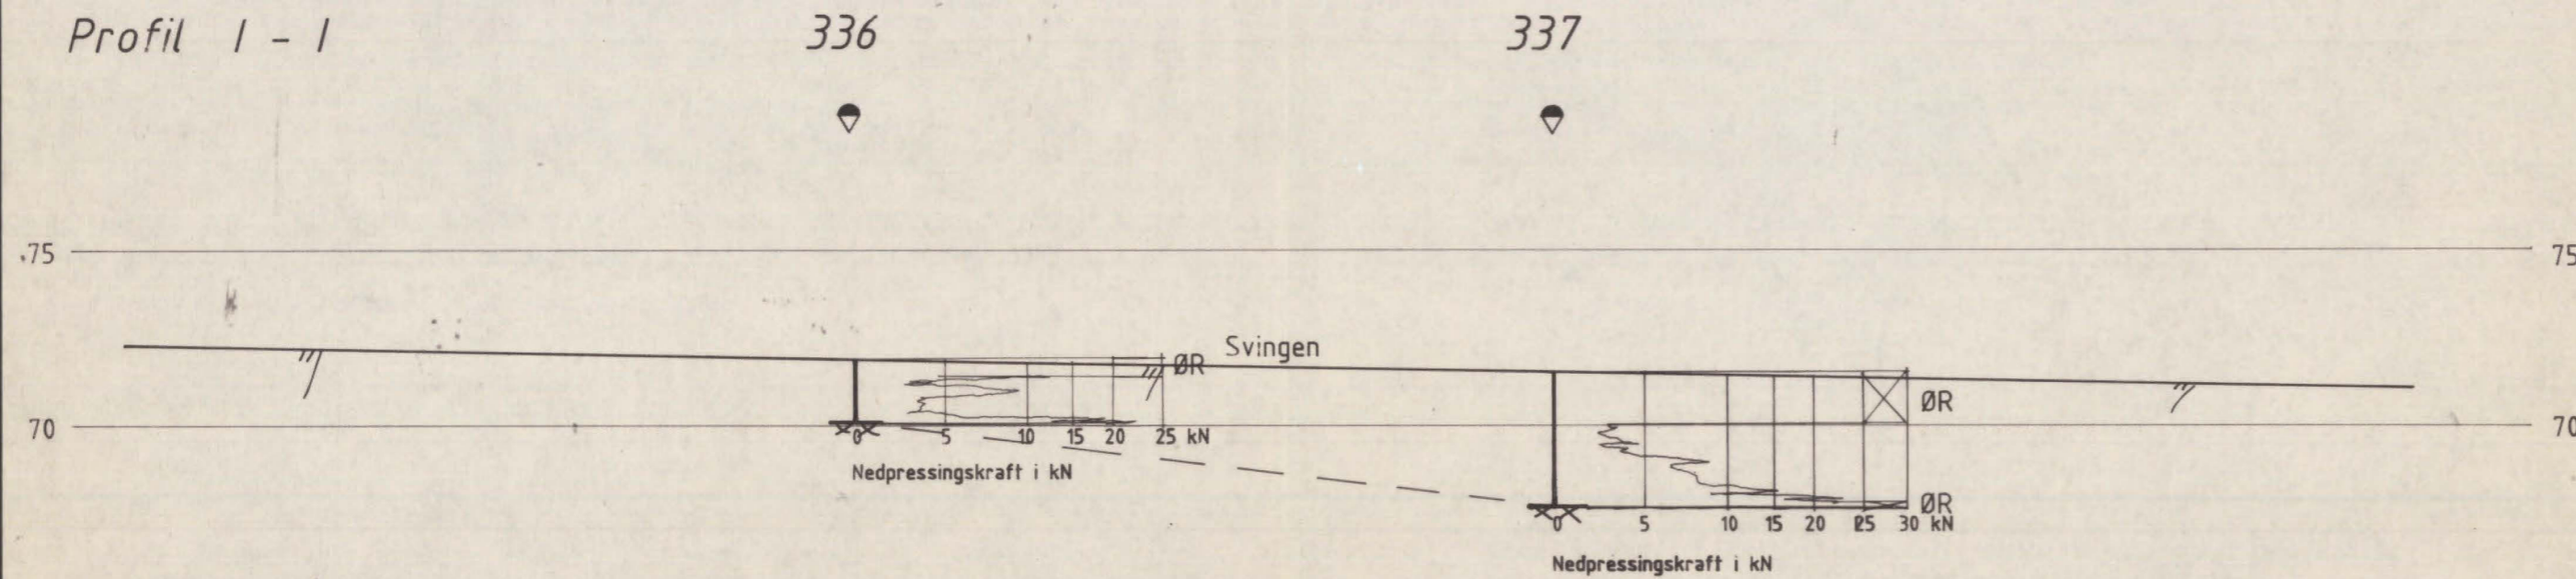 Profil I - I
336
337
75
75
Svingen
ØR
ØR
70
70
0 5 10 15 20 25 kN
Nedpressingskraft i kN
ØR
0 5 10 15 20 25 30 kN
Nedpressingskraft i kN